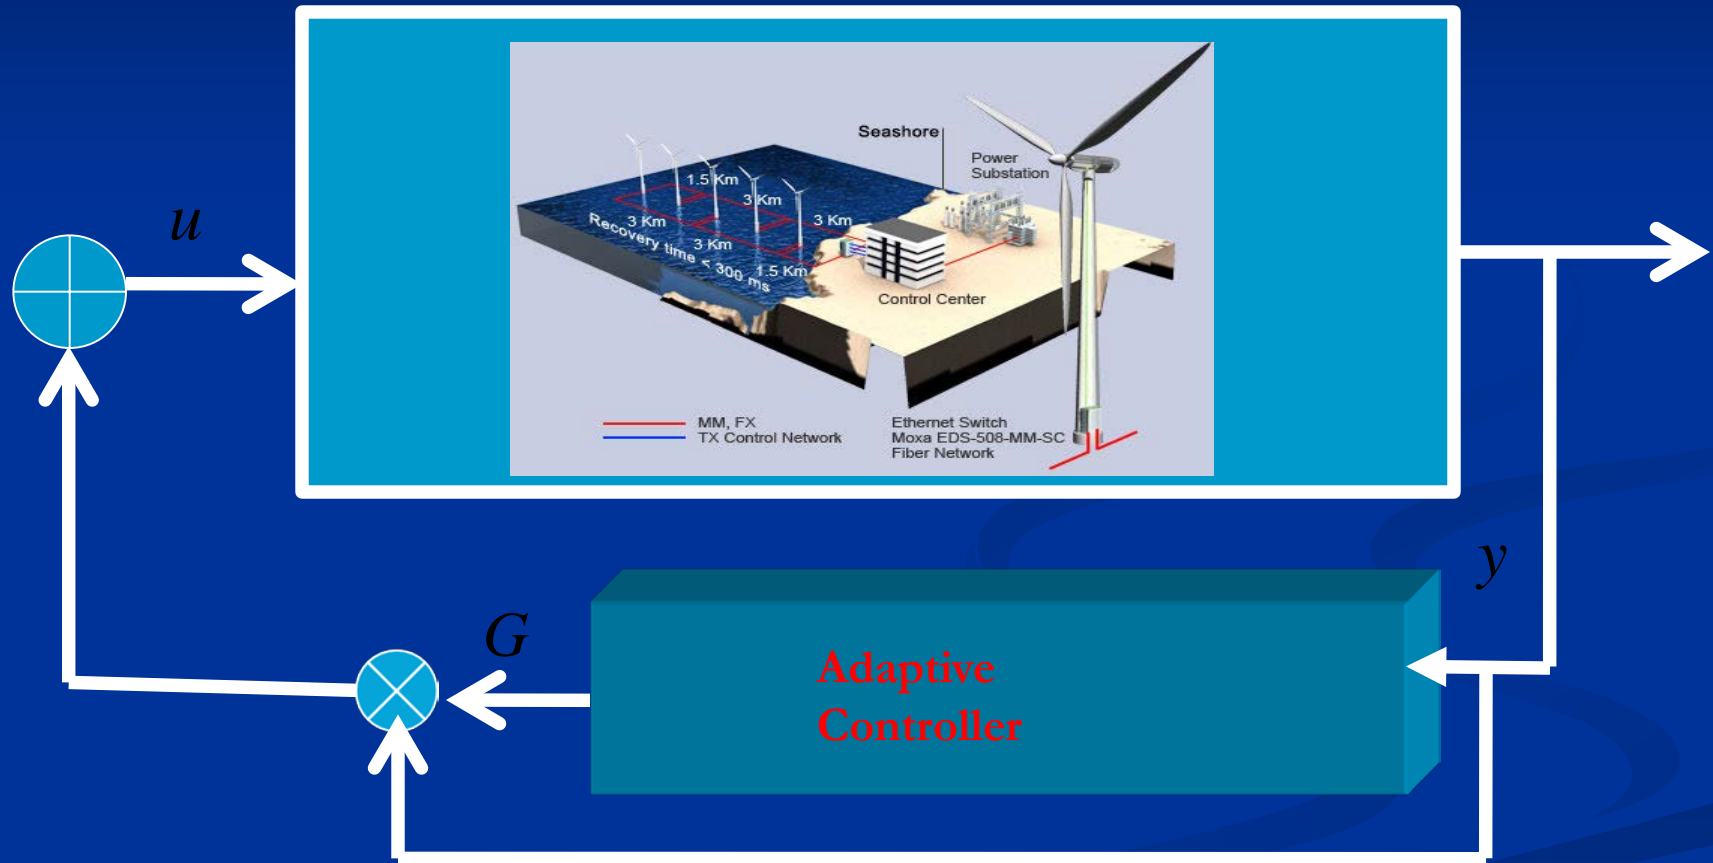 Seashore
Power
Substation
1.5 Km
3 Km
3 Km
3 Km
3 Km
1.5 Km
Recovery time < 300 ms
Control Center
MM, FX
TX Control Network
Ethernet Switch
Moxa EDS-508-MM-SC
Fiber Network
u
y
G
Adaptive
Controller